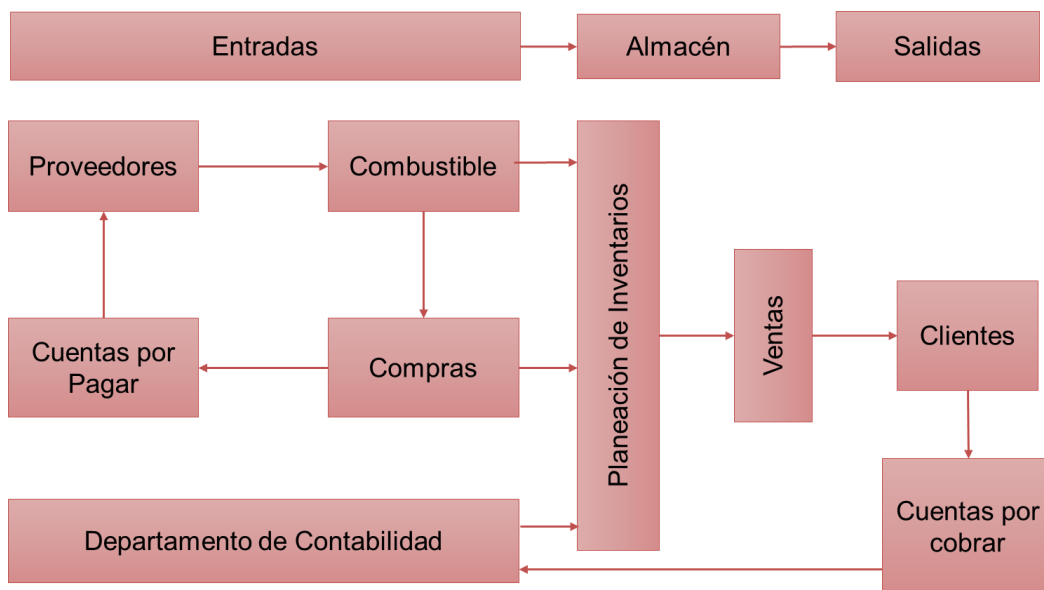 Entradas
Almacén
Salidas
Proveedores
Combustible
Planeación de Inventarios
Ventas
Clientes
Cuentas por
Pagar
Compras
Cuentas por
cobrar
Departamento de Contabilidad